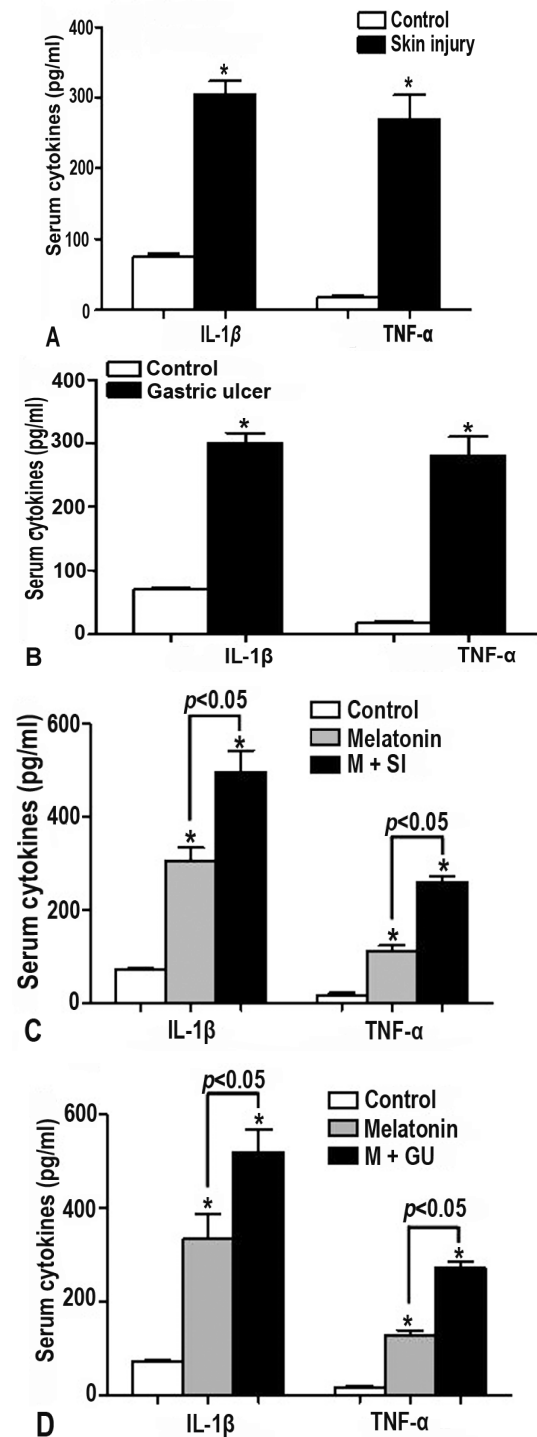 Serum cytokines (pg/ml)
400
300
200
100
0
Control
Skin injury
*
*
IL-1β
TNF-α
A
Serum cytokines (pg/ml)
400
300
200
100
0
Control
Gastric ulcer
*
*
IL-1β
TNF-α
B
Serum cytokines (pg/ml)
600
400
200
0
Control
Melatonin
M + SI
p<0.05
*
*
p<0.05
*
*
IL-1β
TNF-α
C
Serum cytokines (pg/ml)
600
400
200
0
Control
Melatonin
M + GU
p<0.05
*
*
p<0.05
*
*
IL-1β
TNF-α
D